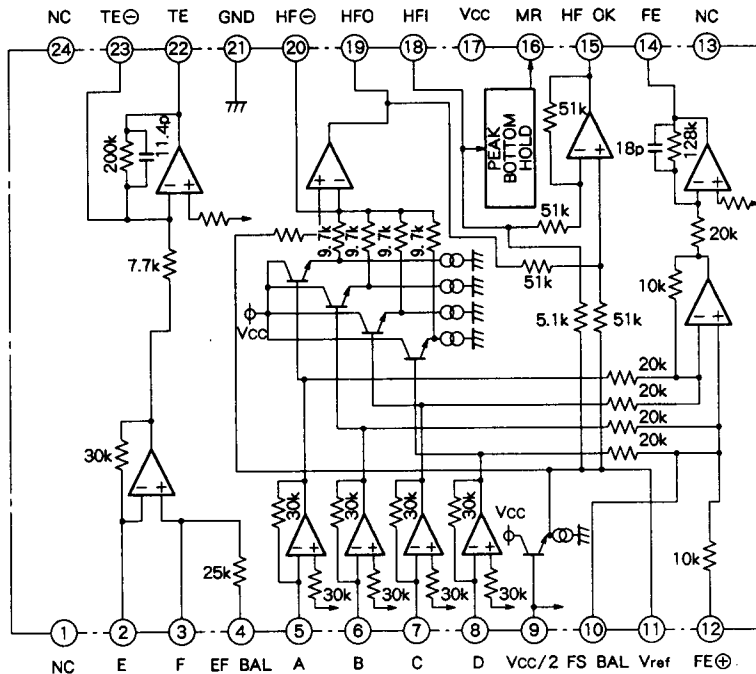 NC TE⊖ TE GND HF⊖ HFO HFI VCC MR HF OK FE NC
24 23 22 21 20 19 18 17 16 15 14 13
200k
11.4p
+ −
− +
7.7k
9.7k 9.7k 9.7k 9.7k
PEAK BOTTOM HOLD
51k
− +
51k
51k
5.1k
51k
18p
128k
− +
20k
10k
− +
VCC
20k
20k
20k
20k
30k
− +
25k
30k 30k 30k 30k
− + − + − + − +
30k 30k 30k 30k
VCC
10k
1 2 3 4 5 6 7 8 9 10 11 12
NC E F EF BAL A B C D VCC/2 FS BAL Vref FE⊕